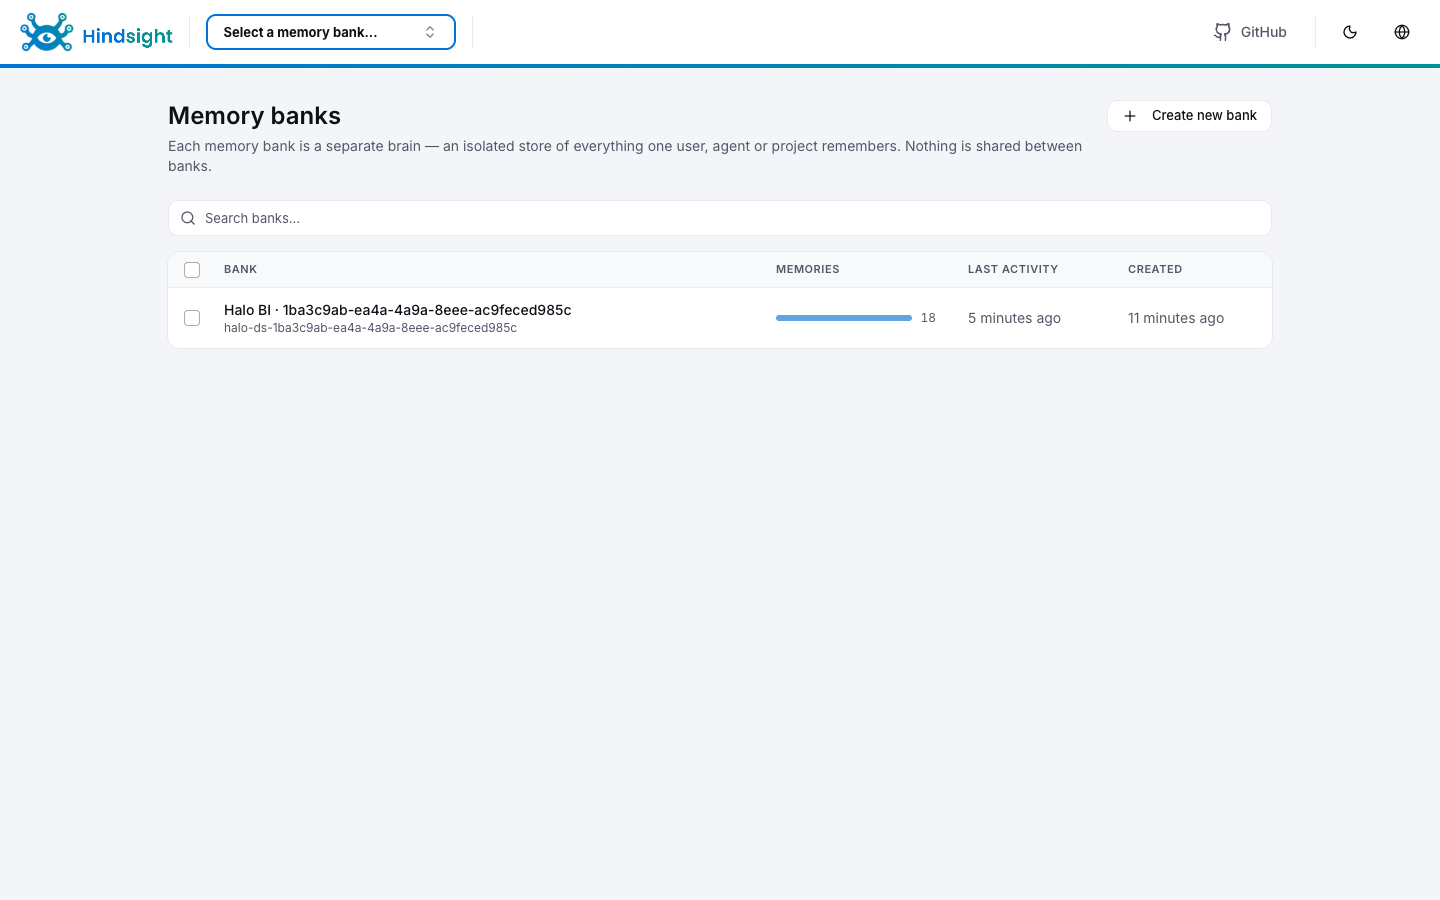 Hindsight
Select a memory bank...
GitHub
Memory banks
Create new bank
Each memory bank is a separate brain — an isolated store of everything one user, agent or project remembers. Nothing is shared between
banks.
Search banks...
BANK MEMORIES LAST ACTIVITY CREATED
Halo BI · 1ba3c9ab-ea4a-4a9a-8eee-ac9feced985c
halo-ds-1ba3c9ab-ea4a-4a9a-8eee-ac9feced985c
18 5 minutes ago 11 minutes ago